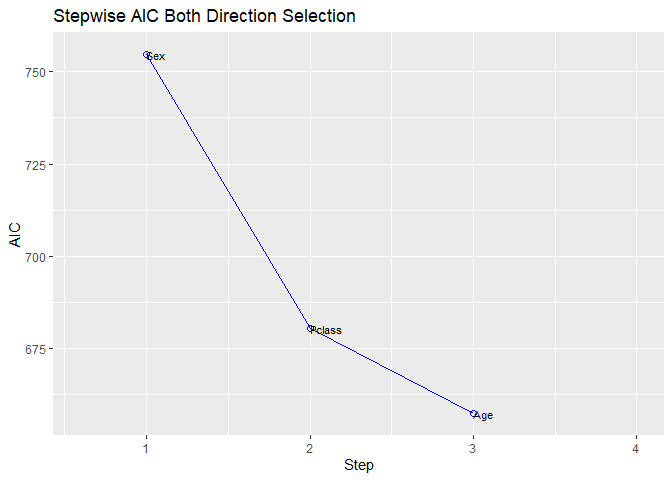 Stepwise AIC Both Direction Selection
Sex
750
725
AIC
700
Pclass
675
Age
1 2 3 4
Step